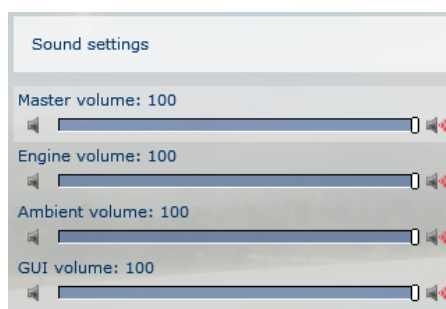 Sound settings
Master volume: 100
Engine volume: 100
Ambient volume: 100
GUI volume: 100